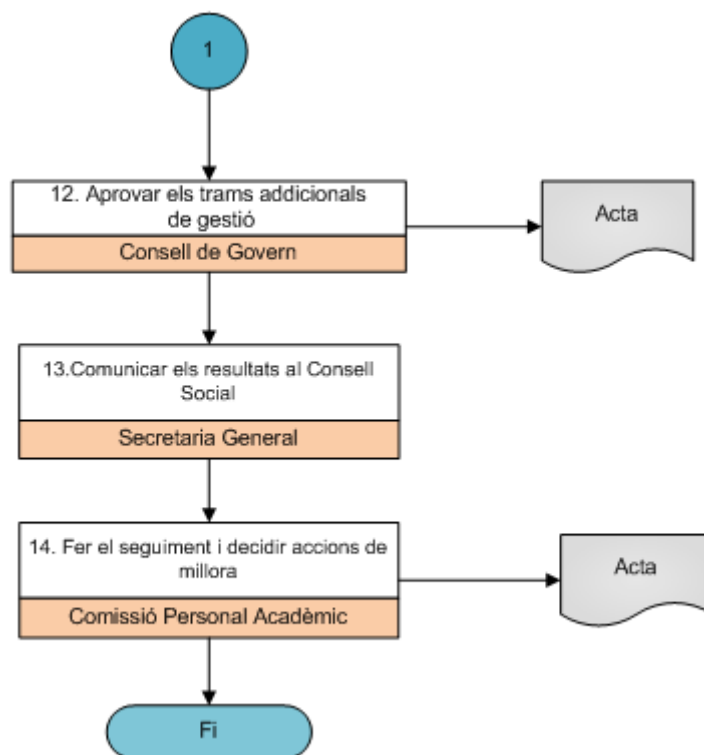 1
12. Aprovar els trams addicionals
de gestió
Consell de Govern
Acta
13.Comunicar els resultats al Consell
Social
Secretaria General
14. Fer el seguiment i decidir accions de
millora
Comissió Personal Acadèmic
Acta
Fi